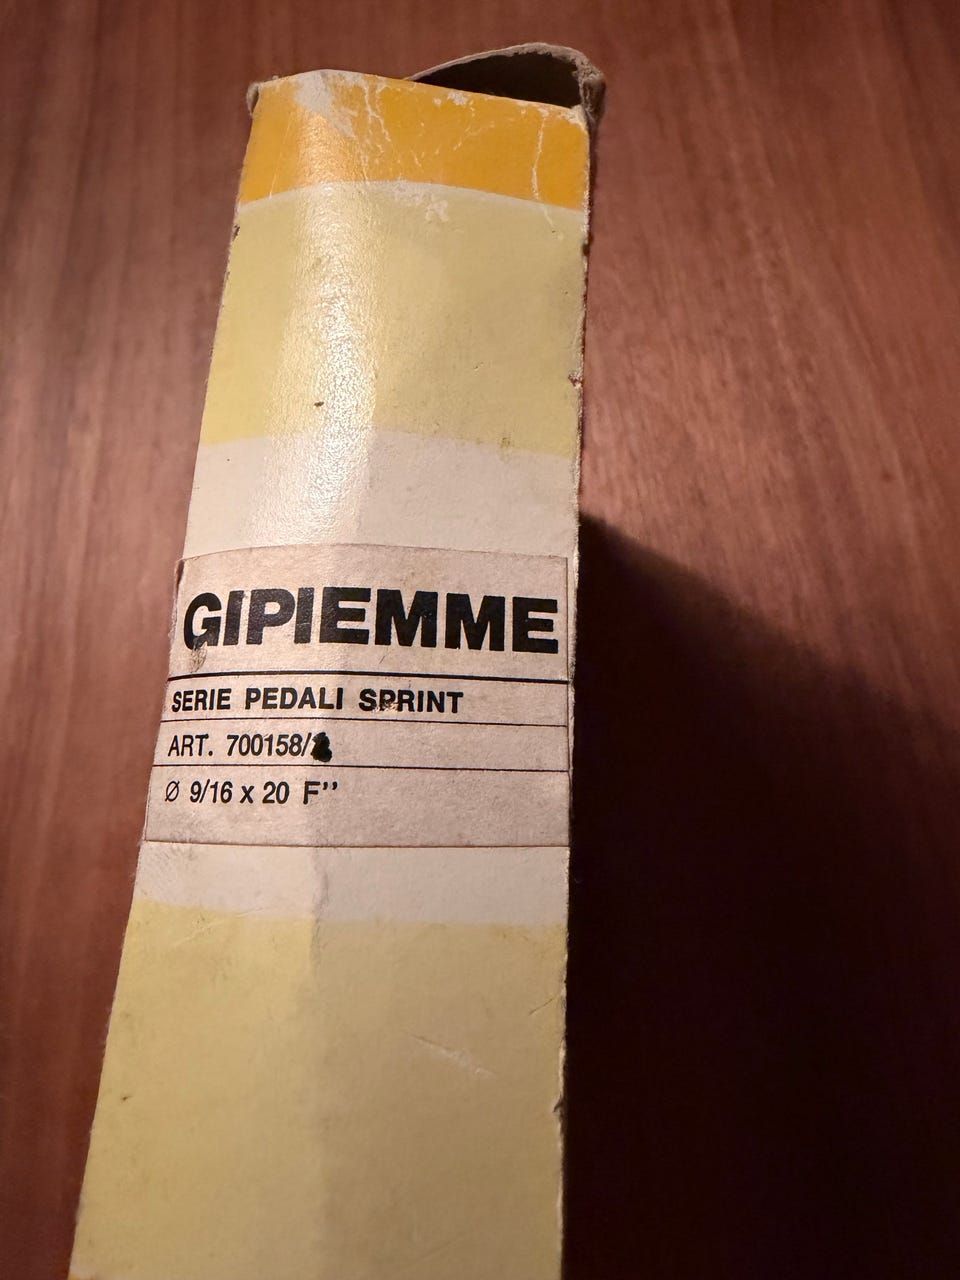 GIPIEMME
SERIE PEDALI SPRINT
ART. 700158/
Ø 9/16 x 20 F’’